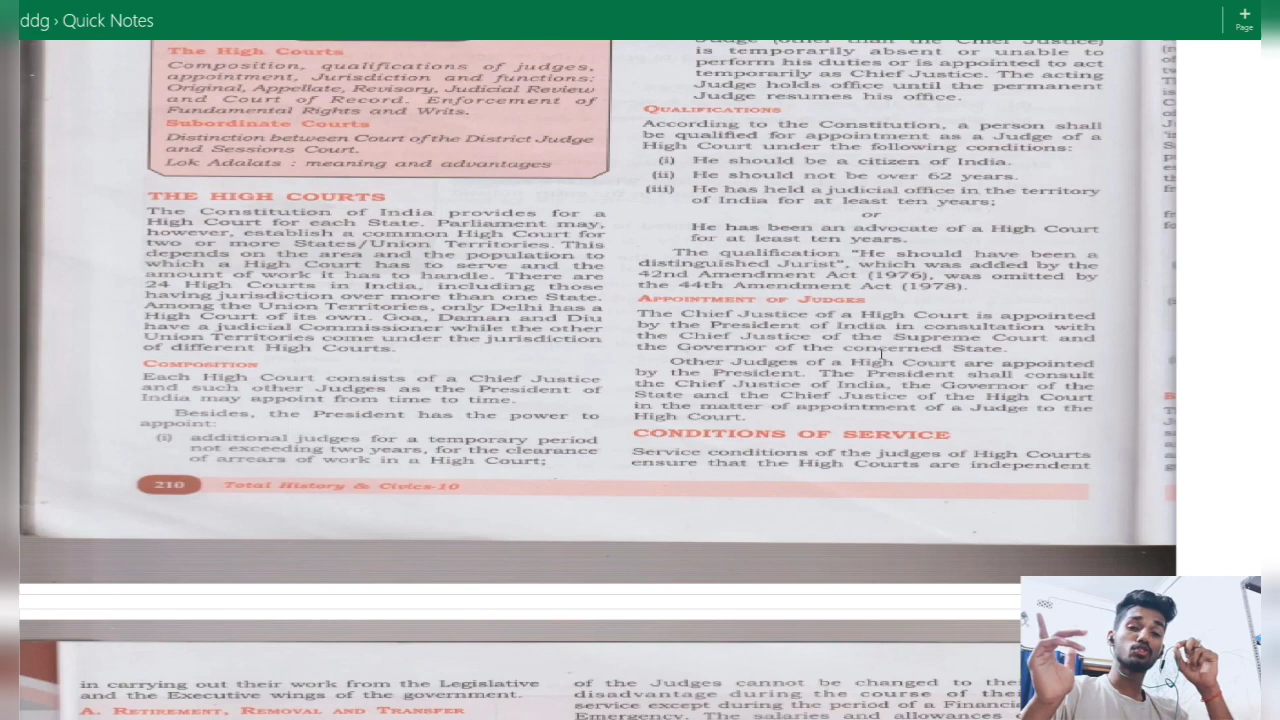 ddg › Quick Notes
+
Page
The High Courts
Composition, qualifications of judges,
appointment, Jurisdiction and functions:
Original, Appellate, Revisory, Judicial Review
and Court of Record. Enforcement of
Fundamental Rights and Writs.
Subordinate Courts
Distinction between Court of the District Judge
and Sessions Court.
Lok Adalats : meaning and advantages
THE HIGH COURTS
The Constitution of India provides for a
High Court for each State. Parliament may,
however, establish a common High Court for
two or more States/Union Territories. This
depends on the area and the population to
which a High Court has to serve and the
amount of work it has to handle. There are
24 High Courts in India, including those
having jurisdiction over more than one State.
Among the Union Territories, only Delhi has a
High Court of its own. Goa, Daman and Diu
have a judicial Commissioner while the other
Union Territories come under the jurisdiction
of different High Courts.
COMPOSITION
Each High Court consists of a Chief Justice
and such other Judges as the President of
India may appoint from time to time.
Besides, the President has the power to
appoint:
(i) additional judges for a temporary period
not exceeding two years, for the clearance
of arrears of work in a High Court;
210 Total History & Civics-10
Judge (other than the Chief Justice)
is temporarily absent or unable to
perform his duties or is appointed to act
temporarily as Chief Justice. The acting
Judge holds office until the permanent
Judge resumes his office.
QUALIFICATIONS
According to the Constitution, a person shall
be qualified for appointment as a Judge of a
High Court under the following conditions:
(i) He should be a citizen of India.
(ii) He should not be over 62 years.
(iii) He has held a judicial office in the territory
of India for at least ten years;
or
He has been an advocate of a High Court
for at least ten years.
The qualification "He should have been a
distinguished Jurist", which was added by the
42nd Amendment Act (1976), was omitted by
the 44th Amendment Act (1978).
APPOINTMENT OF JUDGES
The Chief Justice of a High Court is appointed
by the President of India in consultation with
the Chief Justice of the Supreme Court and
the Governor of the concerned State.
Other Judges of a High Court are appointed
by the President. The President shall consult
the Chief Justice of India, the Governor of the
State and the Chief Justice of the High Court
in the matter of appointment of a Judge to the
High Court.
CONDITIONS OF SERVICE
Service conditions of the judges of High Courts
ensure that the High Courts are independent
in carrying out their work from the Legislative
and the Executive wings of the government.
A. RETIREMENT, REMOVAL AND TRANSFER
of the Judges cannot be changed to
disadvantage during the course of
service except during the period of a
Emergency. The salaries and allowances